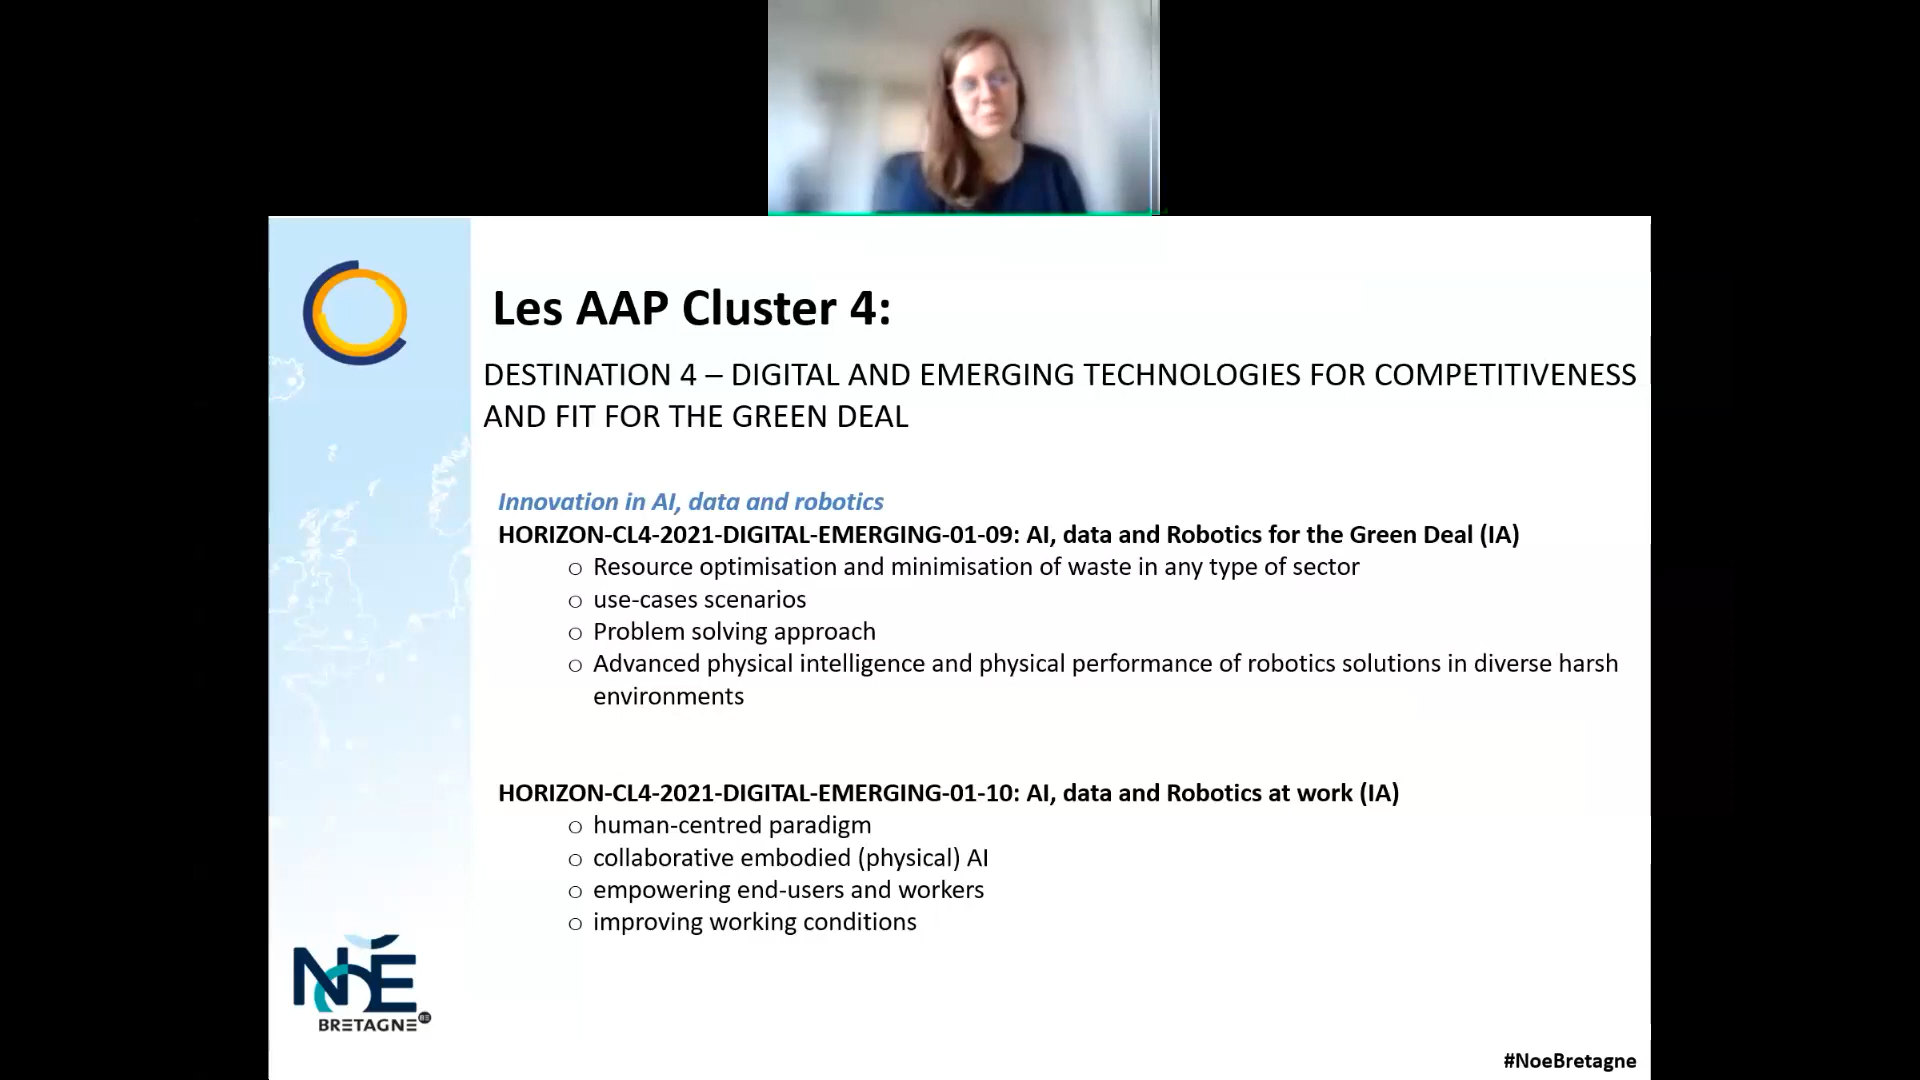 Les AAP Cluster 4:
DESTINATION 4 – DIGITAL AND EMERGING TECHNOLOGIES FOR COMPETITIVENESS
AND FIT FOR THE GREEN DEAL
Innovation in AI, data and robotics
HORIZON-CL4-2021-DIGITAL-EMERGING-01-09: AI, data and Robotics for the Green Deal (IA)
○ Resource optimisation and minimisation of waste in any type of sector
○ use-cases scenarios
○ Problem solving approach
○ Advanced physical intelligence and physical performance of robotics solutions in diverse harsh
environments
HORIZON-CL4-2021-DIGITAL-EMERGING-01-10: AI, data and Robotics at work (IA)
○ human-centred paradigm
○ collaborative embodied (physical) AI
○ empowering end-users and workers
○ improving working conditions
NOÉ
BRETAGNE
#NoeBretagne